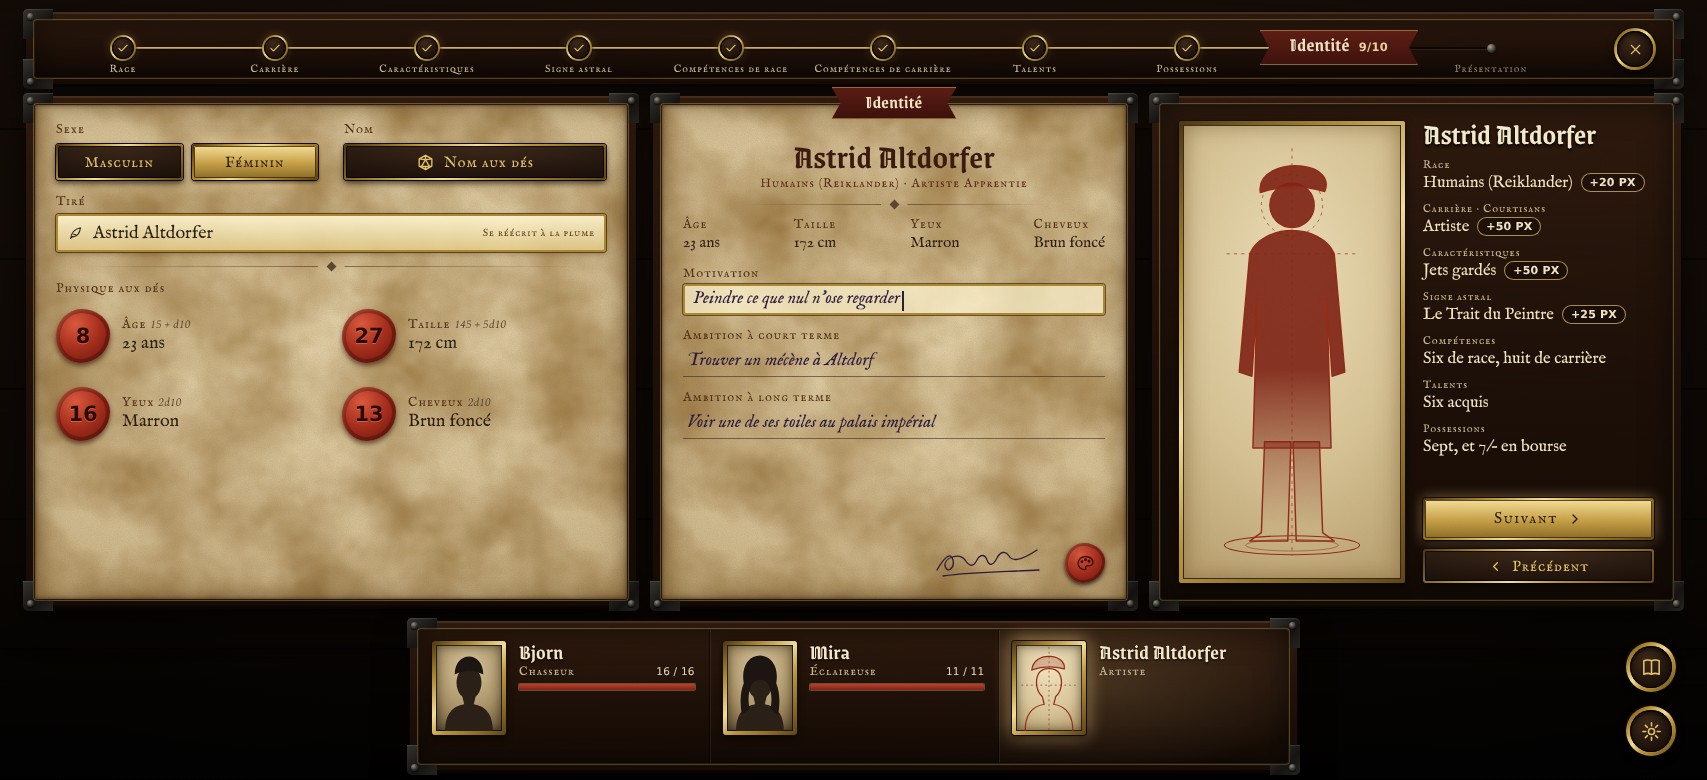 Race
Carrière
Caractéristiques
Signe astral
Compétences de race
Compétences de carrière
Talents
Possessions
Identité 9/10
Présentation
Sexe
Masculin
Féminin
Nom
Nom aux dés
Tiré
Astrid Altdorfer
Se réécrit à la plume
Physique aux dés
8
Âge 15 + d10
23 ans
27
Taille 145 + 5d10
172 cm
16
Yeux 2d10
Marron
13
Cheveux 2d10
Brun foncé
Identité
Astrid Altdorfer
Humains (Reiklander) · Artiste Apprentie
Âge
23 ans
Taille
172 cm
Yeux
Marron
Cheveux
Brun foncé
Motivation
Peindre ce que nul n'ose regarder
Ambition à court terme
Trouver un mécène à Altdorf
Ambition à long terme
Voir une de ses toiles au palais impérial
Astrid Altdorfer
Race
Humains (Reiklander) +20 PX
Carrière · Courtisans
Artiste +50 PX
Caractéristiques
Jets gardés +50 PX
Signe astral
Le Trait du Peintre +25 PX
Compétences
Six de race, huit de carrière
Talents
Six acquis
Possessions
Sept, et 7/- en bourse
Suivant
Précédent
Bjorn
Chasseur 16 / 16
Mira
Éclaireuse 11 / 11
Astrid Altdorfer
Artiste